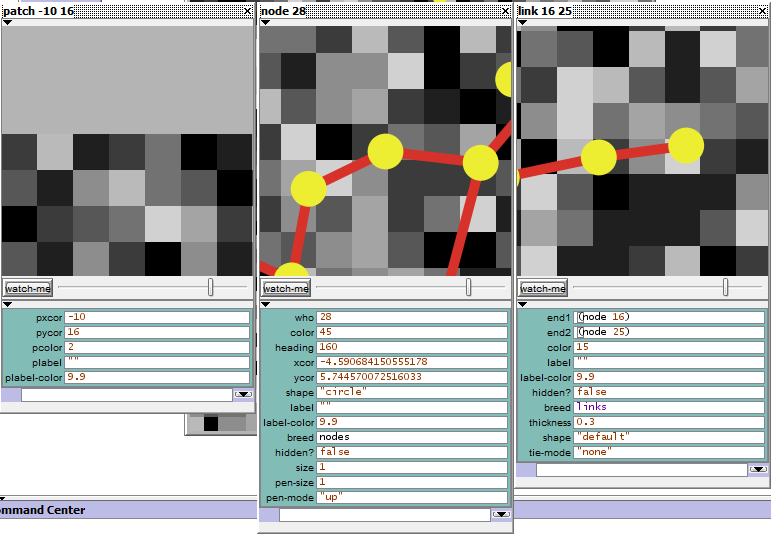 patch -10 16
watch-me
pxcor -10
pycor 16
pcolor 2
plabel ""
plabel-color 9.9
node 28
watch-me
who 28
color 45
heading 160
xcor -4.590684150555178
ycor 5.744570072516033
shape "circle"
label ""
label-color 9.9
breed nodes
hidden? false
size 1
pen-size 1
pen-mode "up"
link 16 25
watch-me
end1 (node 16)
end2 (node 25)
color 15
label ""
label-color 9.9
hidden? false
breed links
thickness 0.3
shape "default"
tie-mode "none"
mmand Center